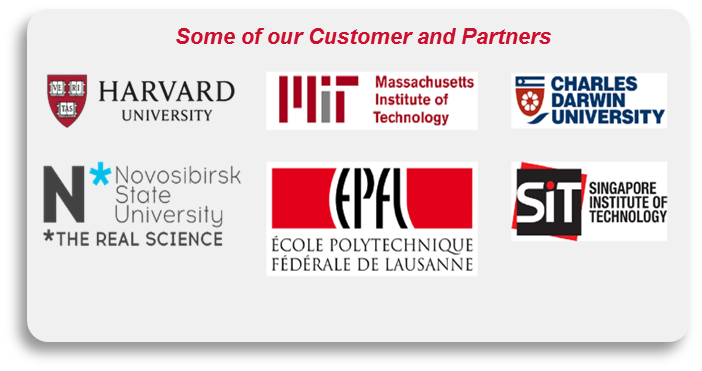 Some of our Customer and Partners
VE RI
TAS
HARVARD
UNIVERSITY
MIT
Massachusetts
Institute of
Technology
CHARLES
DARWIN
UNIVERSITY
N*
Novosibirsk
State
University
*THE REAL SCIENCE
EPFL
ÉCOLE POLYTECHNIQUE
FÉDÉRALE DE LAUSANNE
SiT
SINGAPORE
INSTITUTE OF
TECHNOLOGY